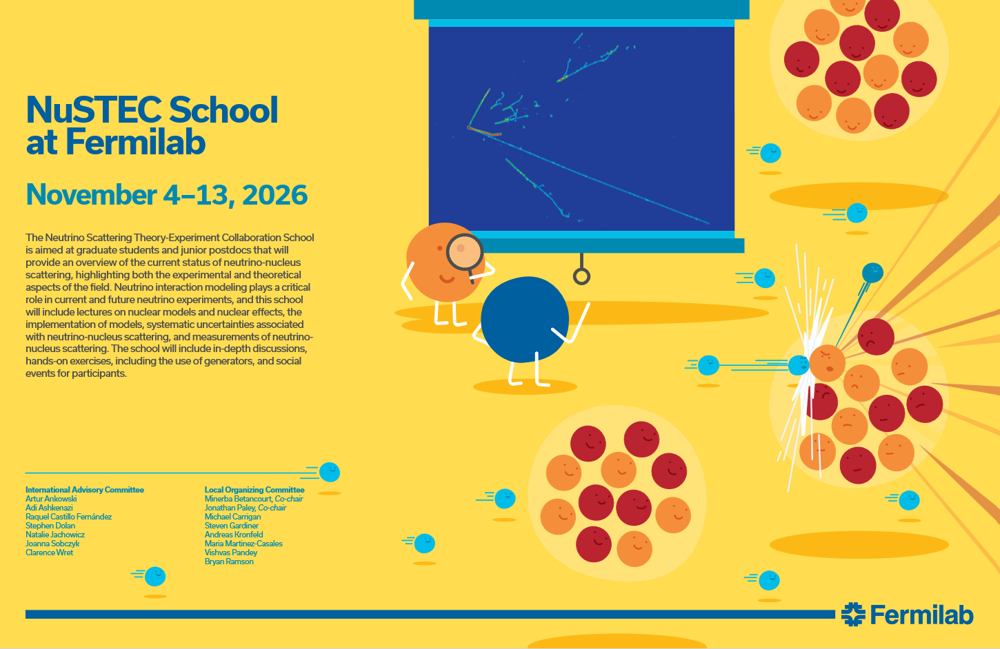 NuSTEC School
at Fermilab
November 4–13, 2026
The Neutrino Scattering Theory-Experiment Collaboration School
is aimed at graduate students and junior postdocs that will
provide an overview of the current status of neutrino-nucleus
scattering, highlighting both the experimental and theoretical
aspects of the field. Neutrino interaction modeling plays a critical
role in current and future neutrino experiments, and this school
will include lectures on nuclear models and nuclear effects, the
implementation of models, systematic uncertainties associated
with neutrino-nucleus scattering, and measurements of neutrino-
nucleus scattering. The school will include in-depth discussions,
hands-on exercises, including the use of generators, and social
events for participants.
International Advisory Committee
Artur Ankowski
Adi Ashkenazi
Raquel Castillo Fernández
Stephen Dolan
Natalie Jachowicz
Joanna Sobczyk
Clarence Wret
Local Organizing Committee
Minerba Betancourt, Co-chair
Jonathan Paley, Co-chair
Michael Carrigan
Steven Gardiner
Andreas Kronfeld
Maria Martinez-Casales
Vishvas Pandey
Bryan Ramson
Fermilab